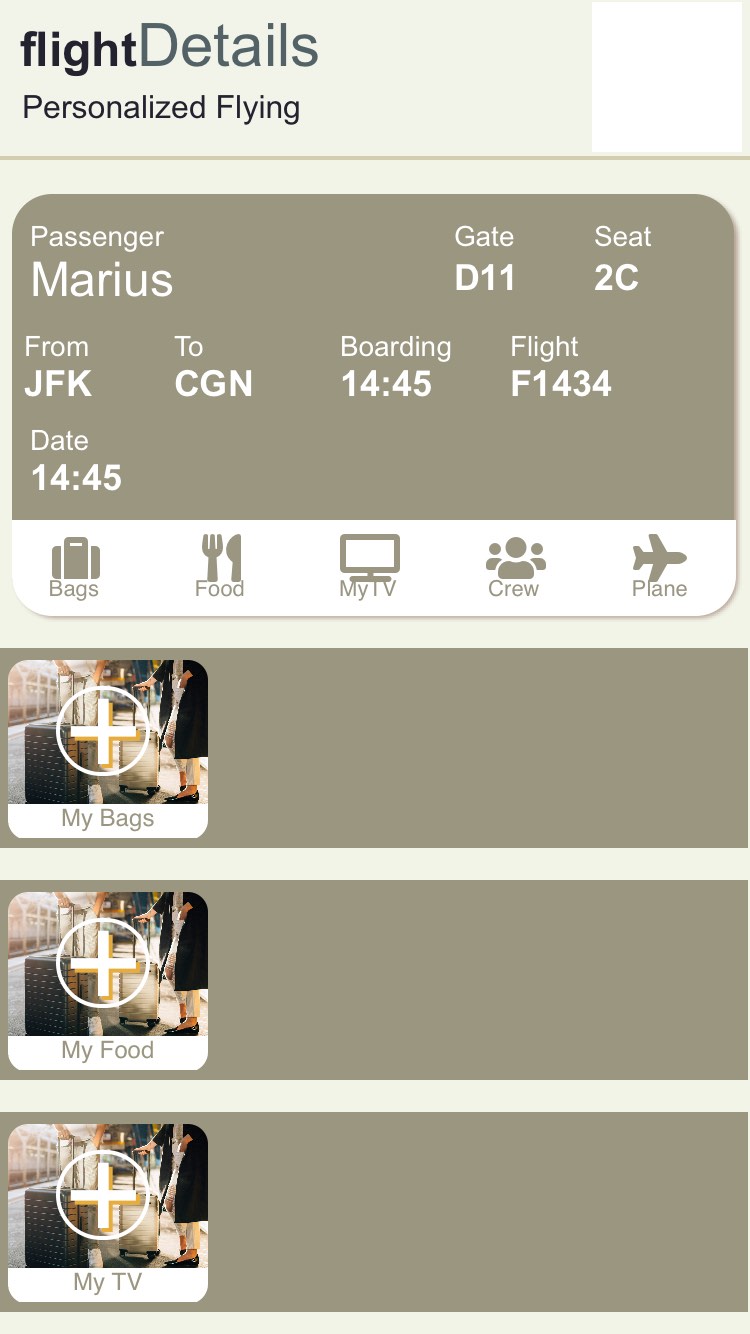 flightDetails
Personalized Flying
Passenger Gate Seat
Marius D11 2C
From To Boarding Flight
JFK CGN 14:45 F1434
Date
14:45
Bags Food MyTV Crew Plane
My Bags
My Food
My TV